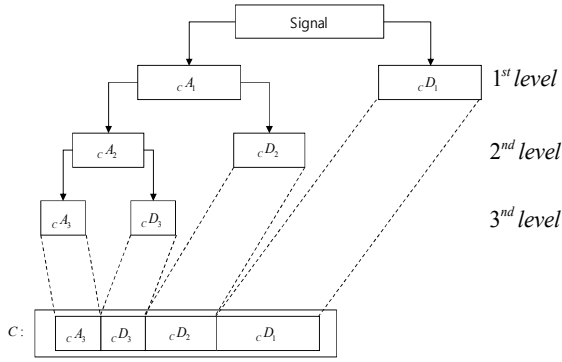 Signal
cA1 cD1 1st level
cA2 cD2 2nd level
cA3 cD3 3nd level
C: cA3 cD3 cD2 cD1